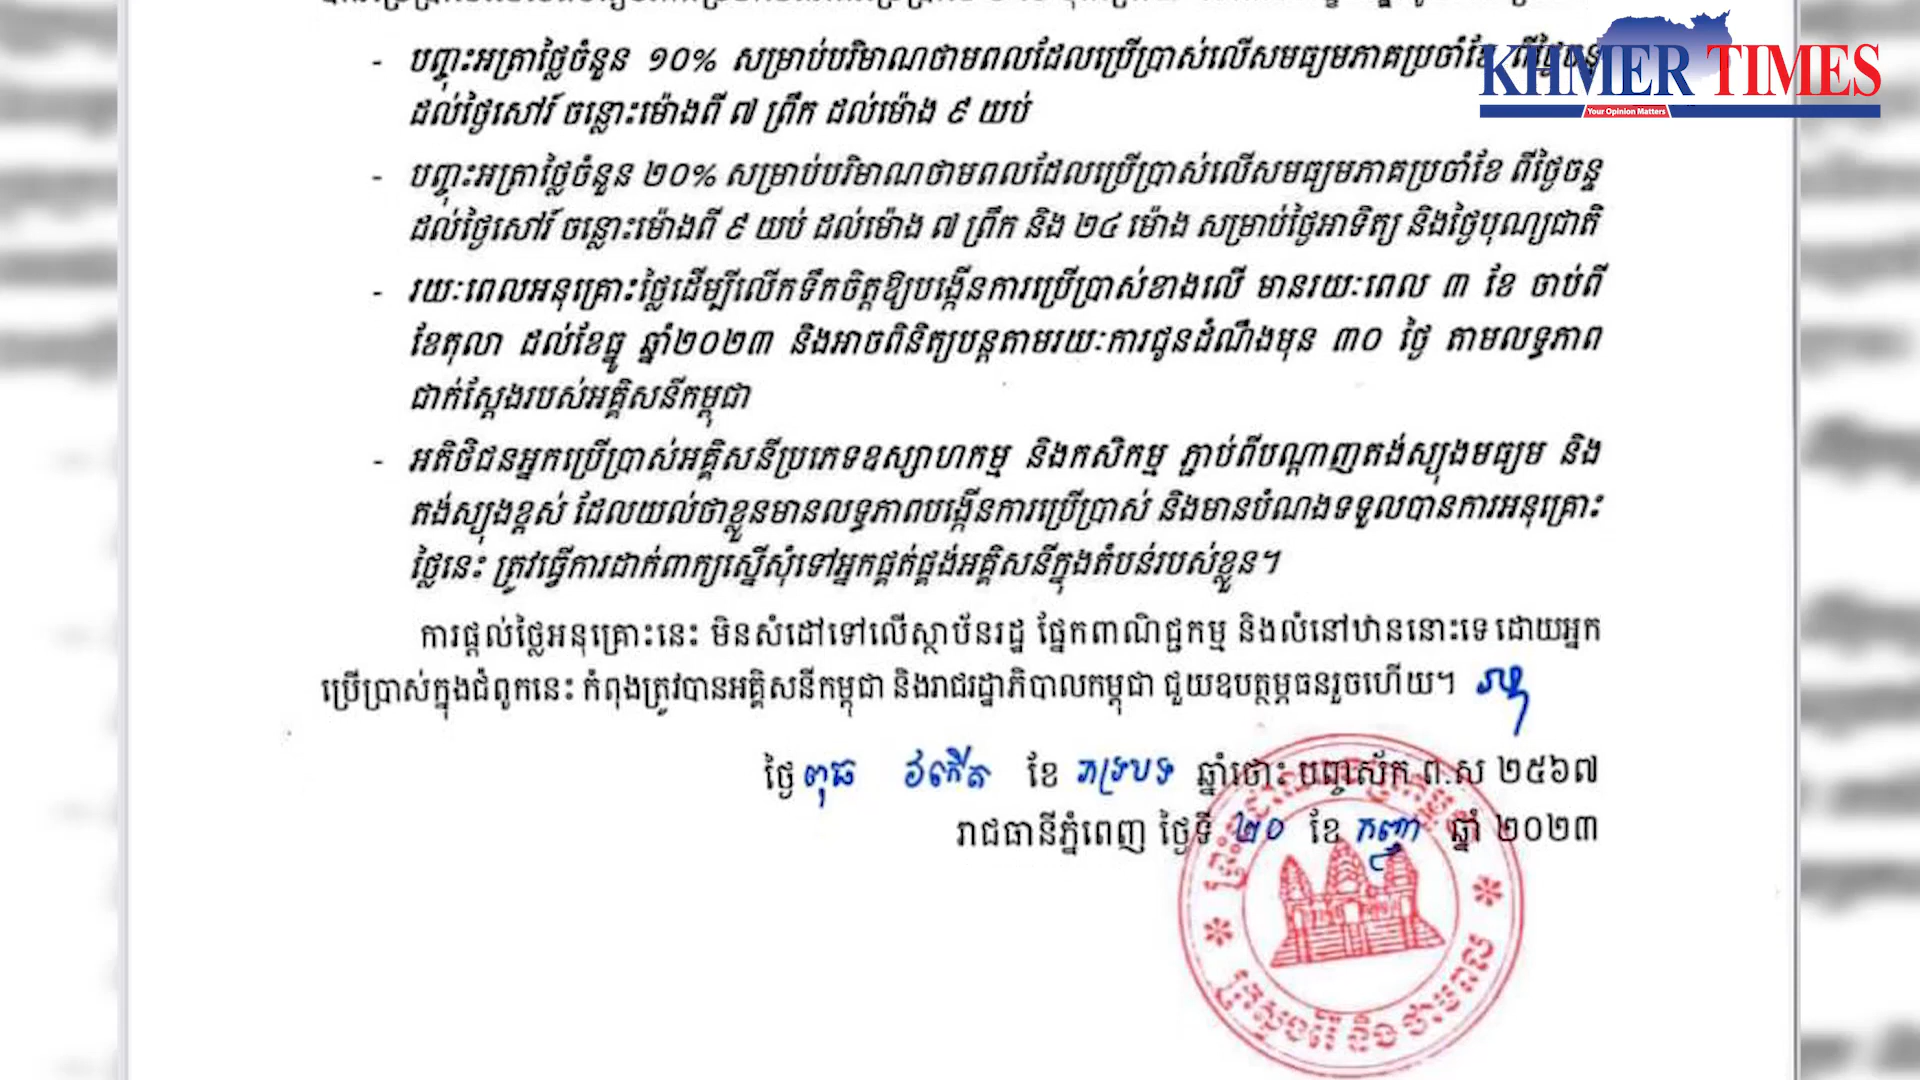 KHMER TIMES
Your Opinion Matters
- បញ្ចុះអត្រាថ្លៃចំនួន ១០% សម្រាប់បរិមាណថាមពលដែលប្រើប្រាស់លើសមធ្យមភាគប្រចាំខែ ពីថ្ងៃចន្ទ
ដល់ថ្ងៃសៅរ៍ ចន្លោះម៉ោងពី ៧ ព្រឹក ដល់ម៉ោង ៩ យប់
- បញ្ចុះអត្រាថ្លៃចំនួន ២០% សម្រាប់បរិមាណថាមពលដែលប្រើប្រាស់លើសមធ្យមភាគប្រចាំខែ ពីថ្ងៃចន្ទ
ដល់ថ្ងៃសៅរ៍ ចន្លោះម៉ោងពី ៩ យប់ ដល់ម៉ោង ៧ ព្រឹក និង ២៤ ម៉ោង សម្រាប់ថ្ងៃអាទិត្យ និងថ្ងៃបុណ្យជាតិ
- រយៈពេលអនុគ្រោះថ្លៃដើម្បីលើកទឹកចិត្តឱ្យបង្កើនការប្រើប្រាស់ខាងលើ មានរយៈពេល ៣ ខែ ចាប់ពី
ខែតុលា ដល់ខែធ្នូ ឆ្នាំ២០២៣ និងអាចពិនិត្យបន្តតាមរយៈការជូនដំណឹងមុន ៣០ ថ្ងៃ តាមលទ្ធភាព
ជាក់ស្តែងរបស់អគ្គិសនីកម្ពុជា
- អតិថិជនអ្នកប្រើប្រាស់អគ្គិសនីប្រភេទឧស្សាហកម្ម និងកសិកម្ម ភ្ជាប់ពីបណ្តាញតង់ស្យុងមធ្យម និង
តង់ស្យុងខ្ពស់ ដែលយល់ថាខ្លួនមានលទ្ធភាពបង្កើនការប្រើប្រាស់ និងមានបំណងទទួលបានការអនុគ្រោះ
ថ្លៃនេះ ត្រូវធ្វើការដាក់ពាក្យស្នើសុំទៅអ្នកផ្គត់ផ្គង់អគ្គិសនីក្នុងតំបន់របស់ខ្លួន។
ការផ្តល់ថ្លៃអនុគ្រោះនេះ មិនសំដៅទៅលើស្ថាប័នរដ្ឋ ផ្នែកពាណិជ្ជកម្ម និងលំនៅឋាននោះទេ ដោយអ្នក
ប្រើប្រាស់ក្នុងជំពូកនេះ កំពុងត្រូវបានអគ្គិសនីកម្ពុជា និងរាជរដ្ឋាភិបាលកម្ពុជា ជួយឧបត្ថម្ភធនរួចហើយ។
ថ្ងៃ ពុធ ៦កើត ខែ ភទ្របទ ឆ្នាំថោះ បញ្ចស័ក ព.ស ២៥៦៧
រាជធានីភ្នំពេញ ថ្ងៃទី ២០ ខែ កញ្ញា ឆ្នាំ ២០២៣
ក្រសួងរ៉ែ និង ថាមពល